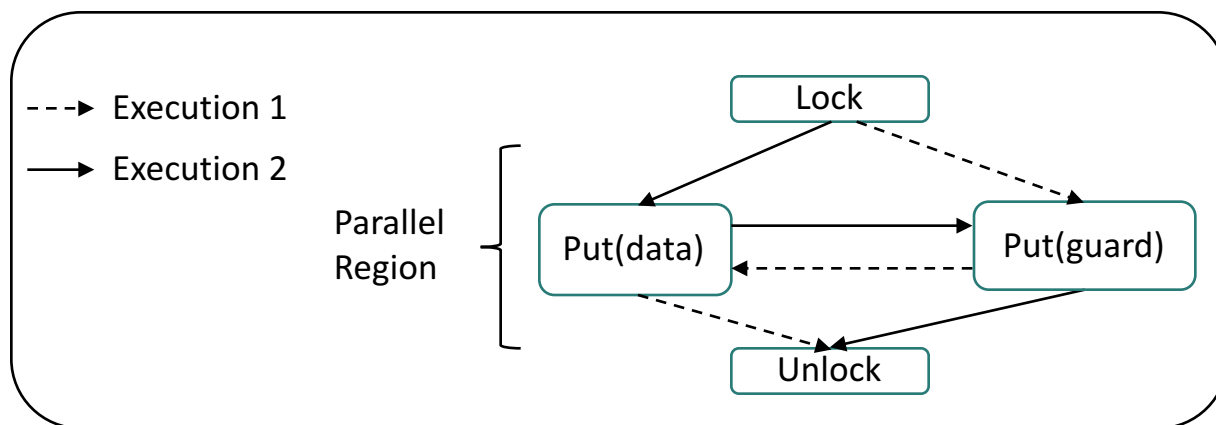 Execution 1
Execution 2
Parallel
Region
Lock
Put(data)
Put(guard)
Unlock